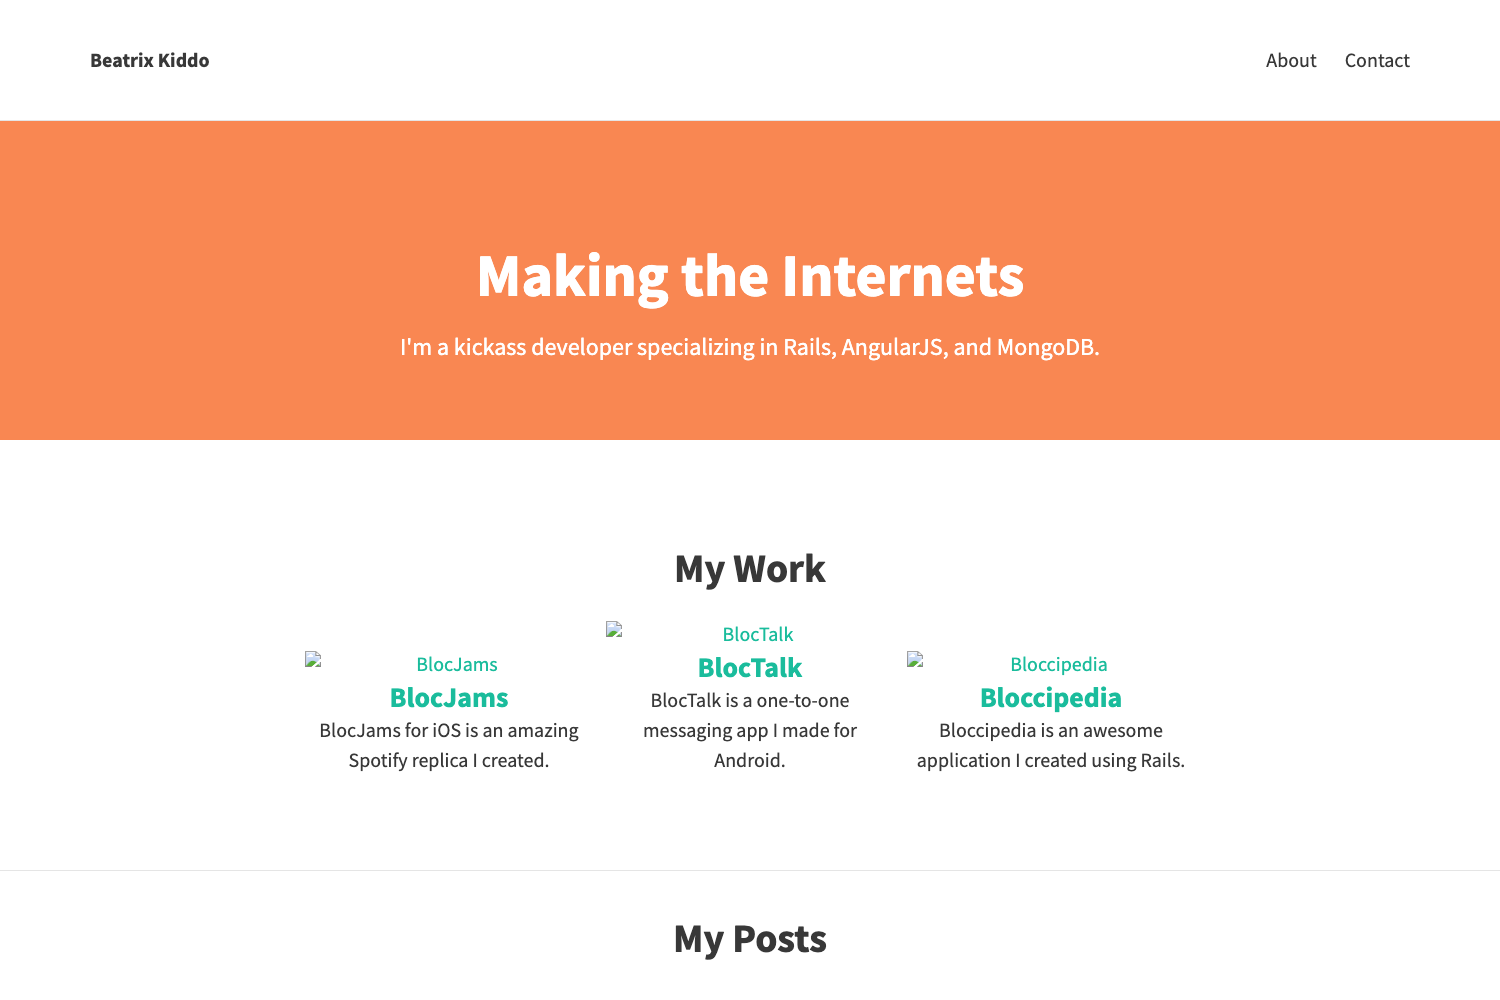 Beatrix Kiddo
About Contact
Making the Internets
I'm a kickass developer specializing in Rails, AngularJS, and MongoDB.
My Work
BlocJams
BlocJams
BlocJams for iOS is an amazing
Spotify replica I created.
BlocTalk
BlocTalk
BlocTalk is a one-to-one
messaging app I made for
Android.
Bloccipedia
Bloccipedia
Bloccipedia is an awesome
application I created using Rails.
My Posts